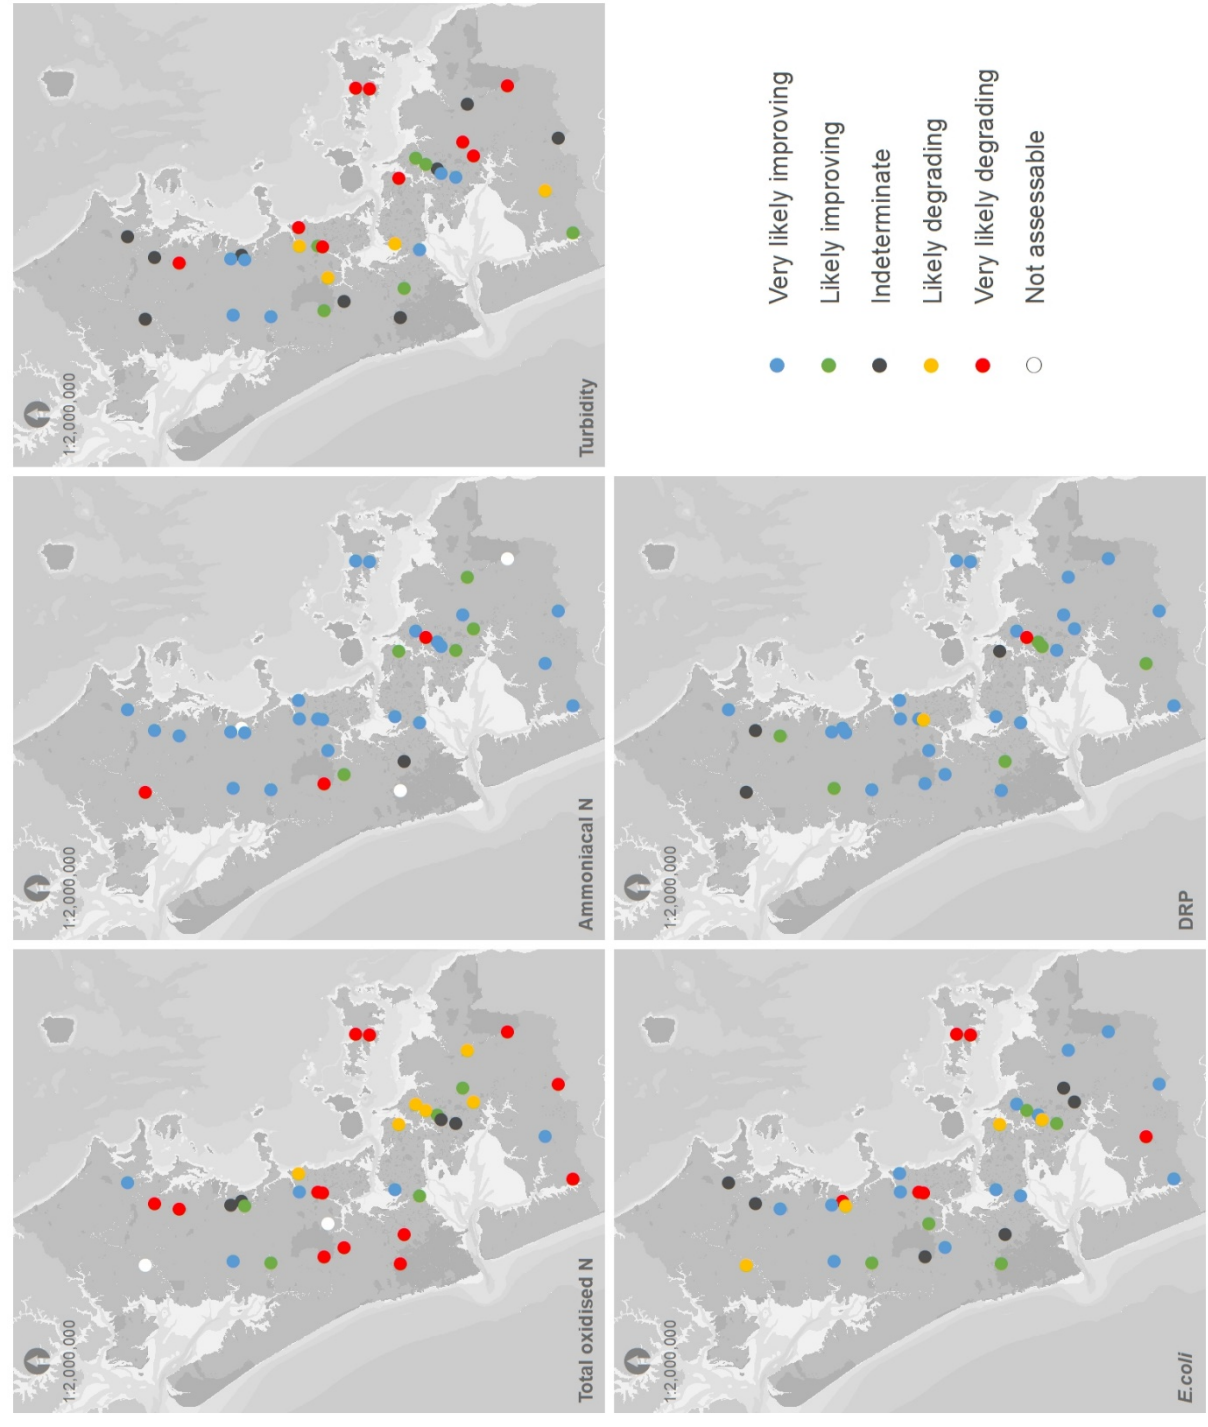 1:2,000,000
Total oxidised N
1:2,000,000
Ammoniacal N
1:2,000,000
Turbidity
1:2,000,000
E.coli
1:2,000,000
DRP
Very likely improving
Likely improving
Indeterminate
Likely degrading
Very likely degrading
Not assessable